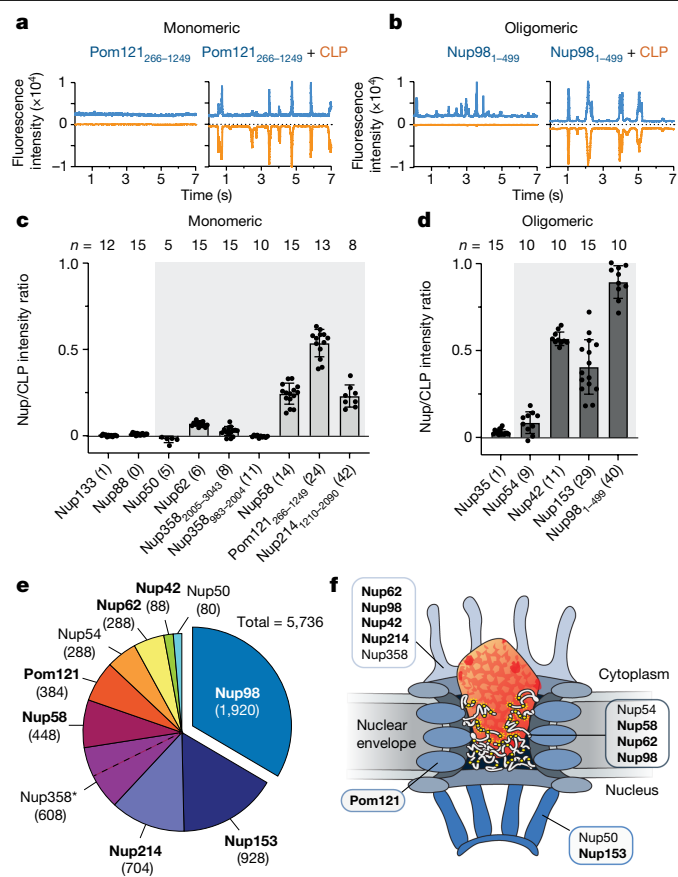 a
Monomeric
Pom121266–1249
Pom121266–1249 + CLP
Fluorescence
intensity (×10⁴)
1
0
−1
1 3 5 7
1 3 5 7
Time (s)
b
Oligomeric
Nup981–499
Nup981–499 + CLP
Fluorescence
intensity (×10⁴)
1
0
−1
1 3 5 7
1 3 5 7
Time (s)
c
Monomeric
n = 12 15 5 15 15 10 15 13 8
Nup/CLP intensity ratio
1.0
0.5
0
Nup133 (1)
Nup88 (0)
Nup50 (5)
Nup62 (6)
Nup3582005–3043 (8)
Nup358983–2004 (11)
Nup58 (14)
Pom121266–1249 (24)
Nup2141210–2090 (42)
d
Oligomeric
n = 15 10 10 15 10
Nup/CLP intensity ratio
1.0
0.5
0
Nup35 (1)
Nup54 (9)
Nup42 (11)
Nup153 (29)
Nup981–499 (40)
e
Total = 5,736
Nup50
(80)
Nup42
(88)
Nup62
(288)
Nup54
(288)
Pom121
(384)
Nup58
(448)
Nup358*
(608)
Nup214
(704)
Nup153
(928)
Nup98
(1,920)
f
Nup62
Nup98
Nup42
Nup214
Nup358
Cytoplasm
Nuclear
envelope
Nup54
Nup58
Nup62
Nup98
Nucleus
Pom121
Nup50
Nup153